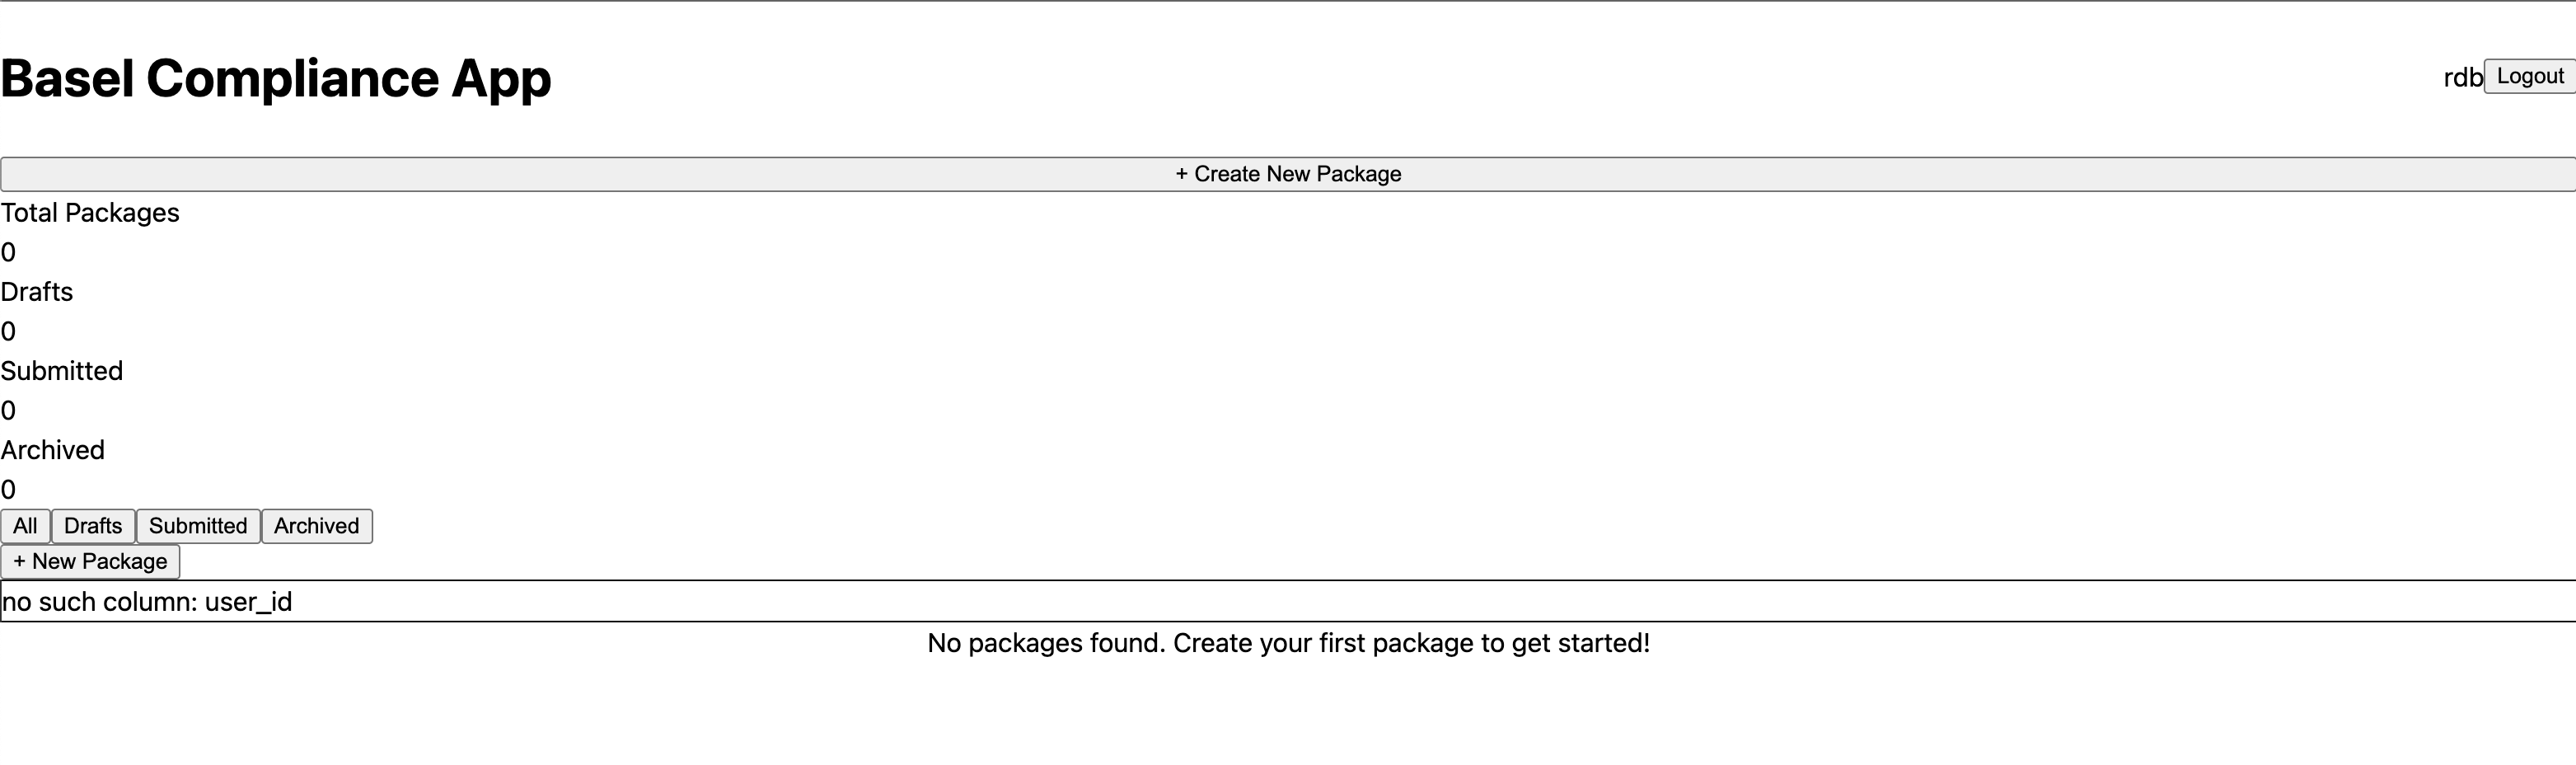 Basel Compliance App
rdb Logout
+ Create New Package
Total Packages
0
Drafts
0
Submitted
0
Archived
0
All Drafts Submitted Archived
+ New Package
no such column: user_id
No packages found. Create your first package to get started!